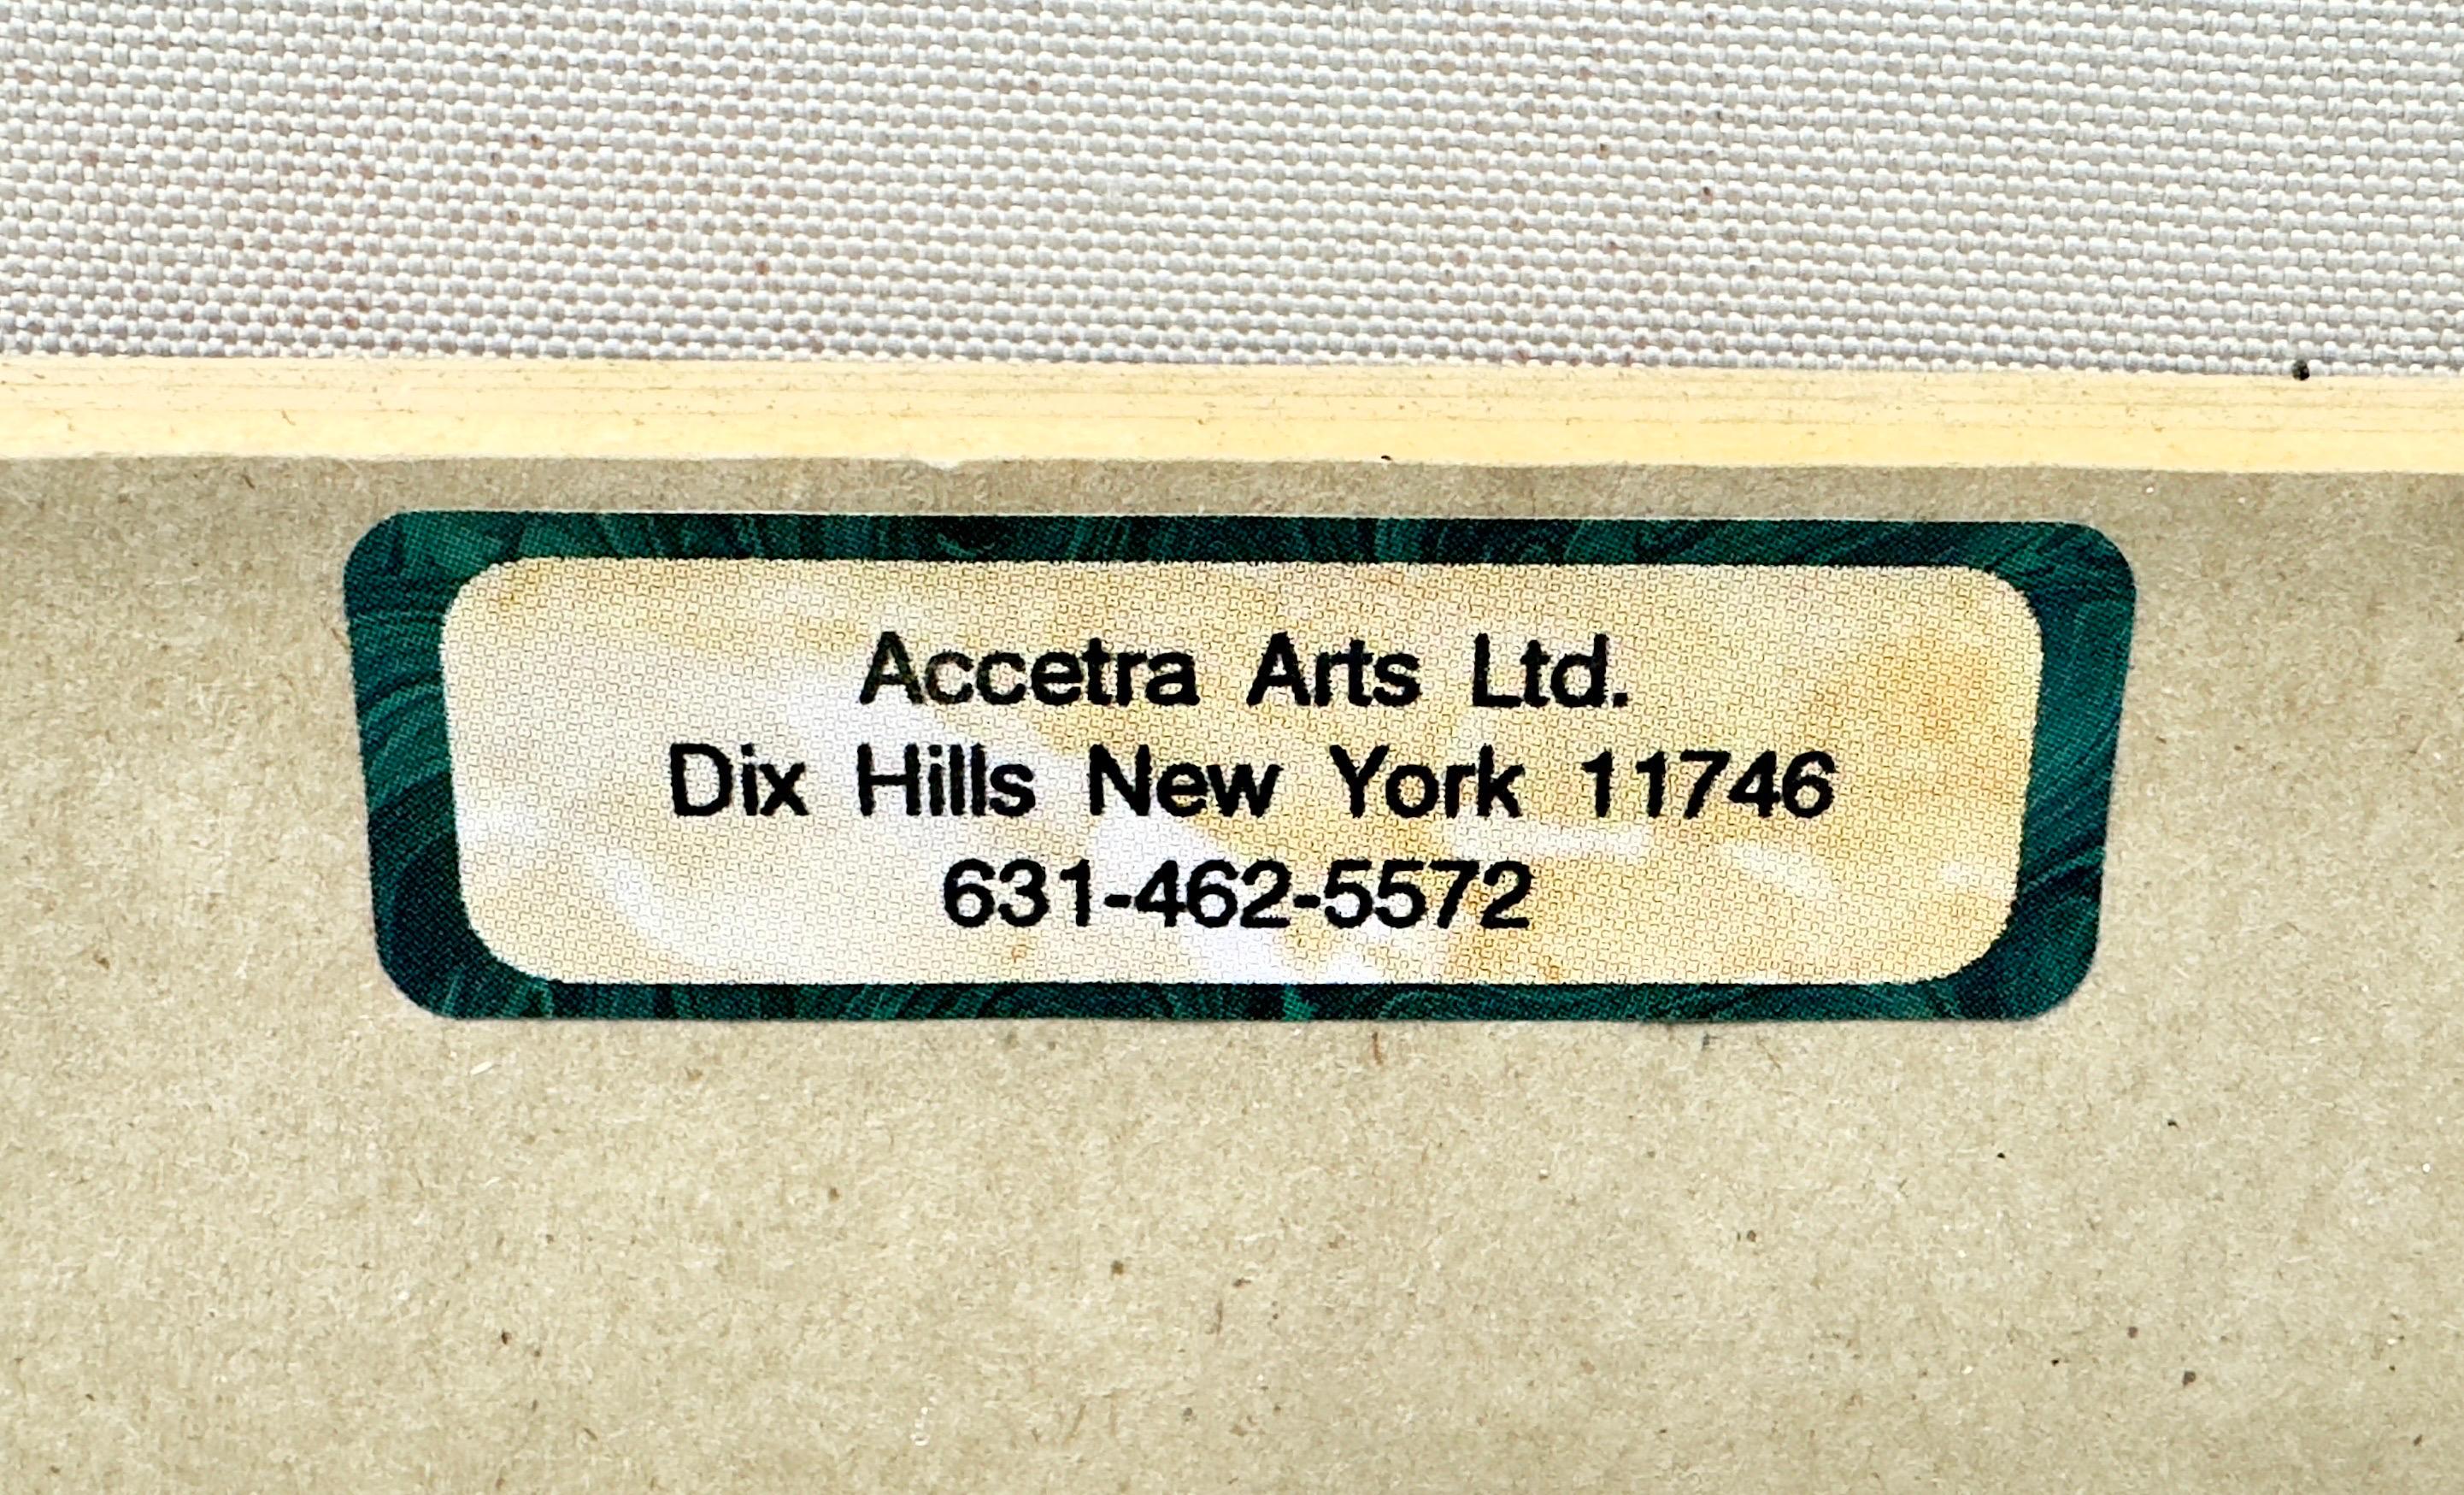 Accetra Arts Ltd.
Dix Hills New York 11746
631-462-5572